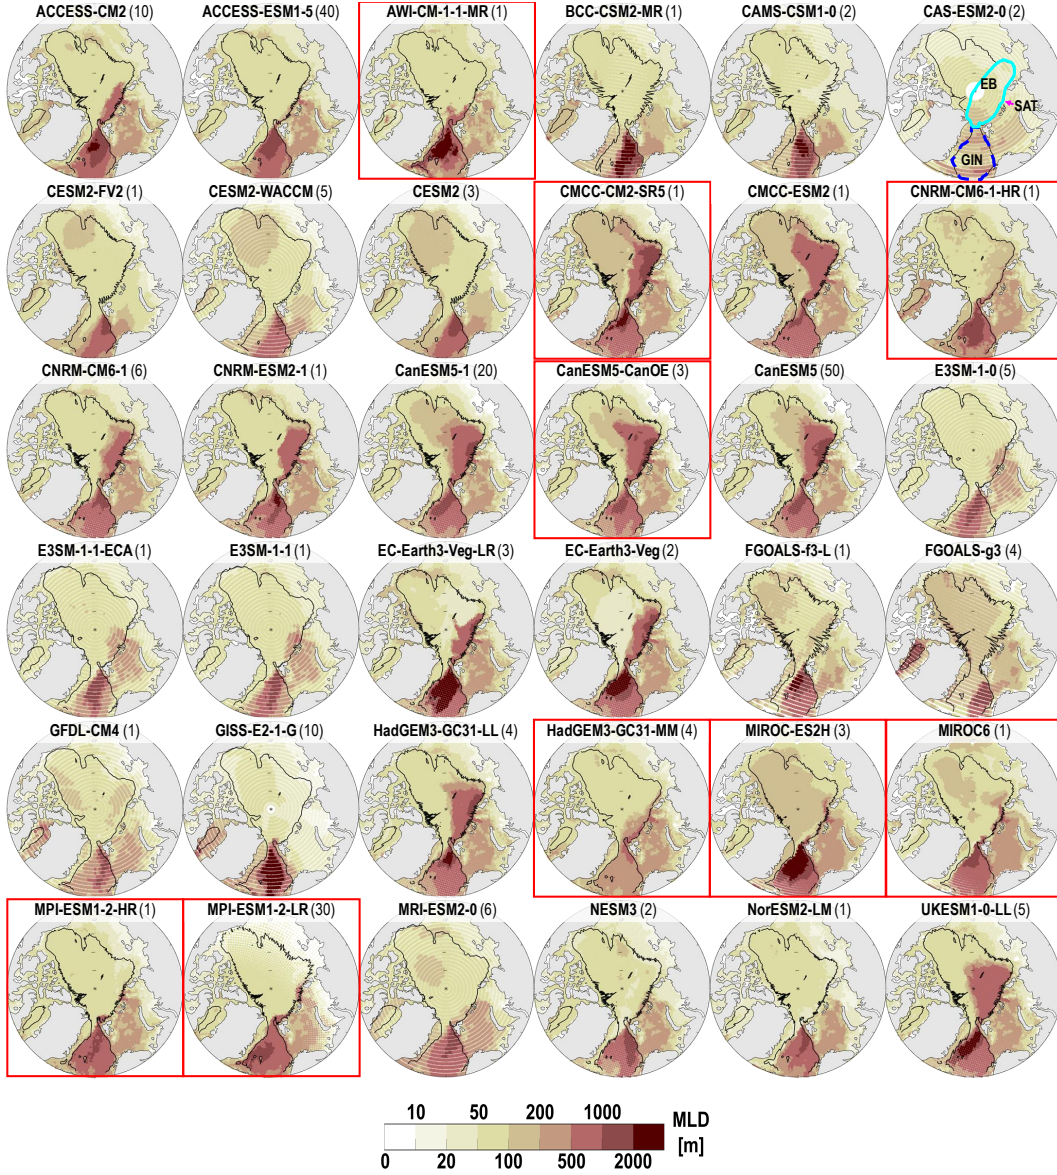 ACCESS-CM2 (10) ACCESS-ESM1-5 (40) AWI-CM-1-1-MR (1) BCC-CSM2-MR (1) CAMS-CSM1-0 (2) CAS-ESM2-0 (2)
EB
SAT
GIN
CESM2-FV2 (1) CESM2-WACCM (5) CESM2 (3) CMCC-CM2-SR5 (1) CMCC-ESM2 (1) CNRM-CM6-1-HR (1)
CNRM-CM6-1 (6) CNRM-ESM2-1 (1) CanESM5-1 (20) CanESM5-CanOE (3) CanESM5 (50) E3SM-1-0 (5)
E3SM-1-1-ECA (1) E3SM-1-1 (1) EC-Earth3-Veg-LR (3) EC-Earth3-Veg (2) FGOALS-f3-L (1) FGOALS-g3 (4)
GFDL-CM4 (1) GISS-E2-1-G (10) HadGEM3-GC31-LL (4) HadGEM3-GC31-MM (4) MIROC-ES2H (3) MIROC6 (1)
MPI-ESM1-2-HR (1) MPI-ESM1-2-LR (30) MRI-ESM2-0 (6) NESM3 (2) NorESM2-LM (1) UKESM1-0-LL (5)
10 50 200 1000 MLD
[m]
0 20 100 500 2000